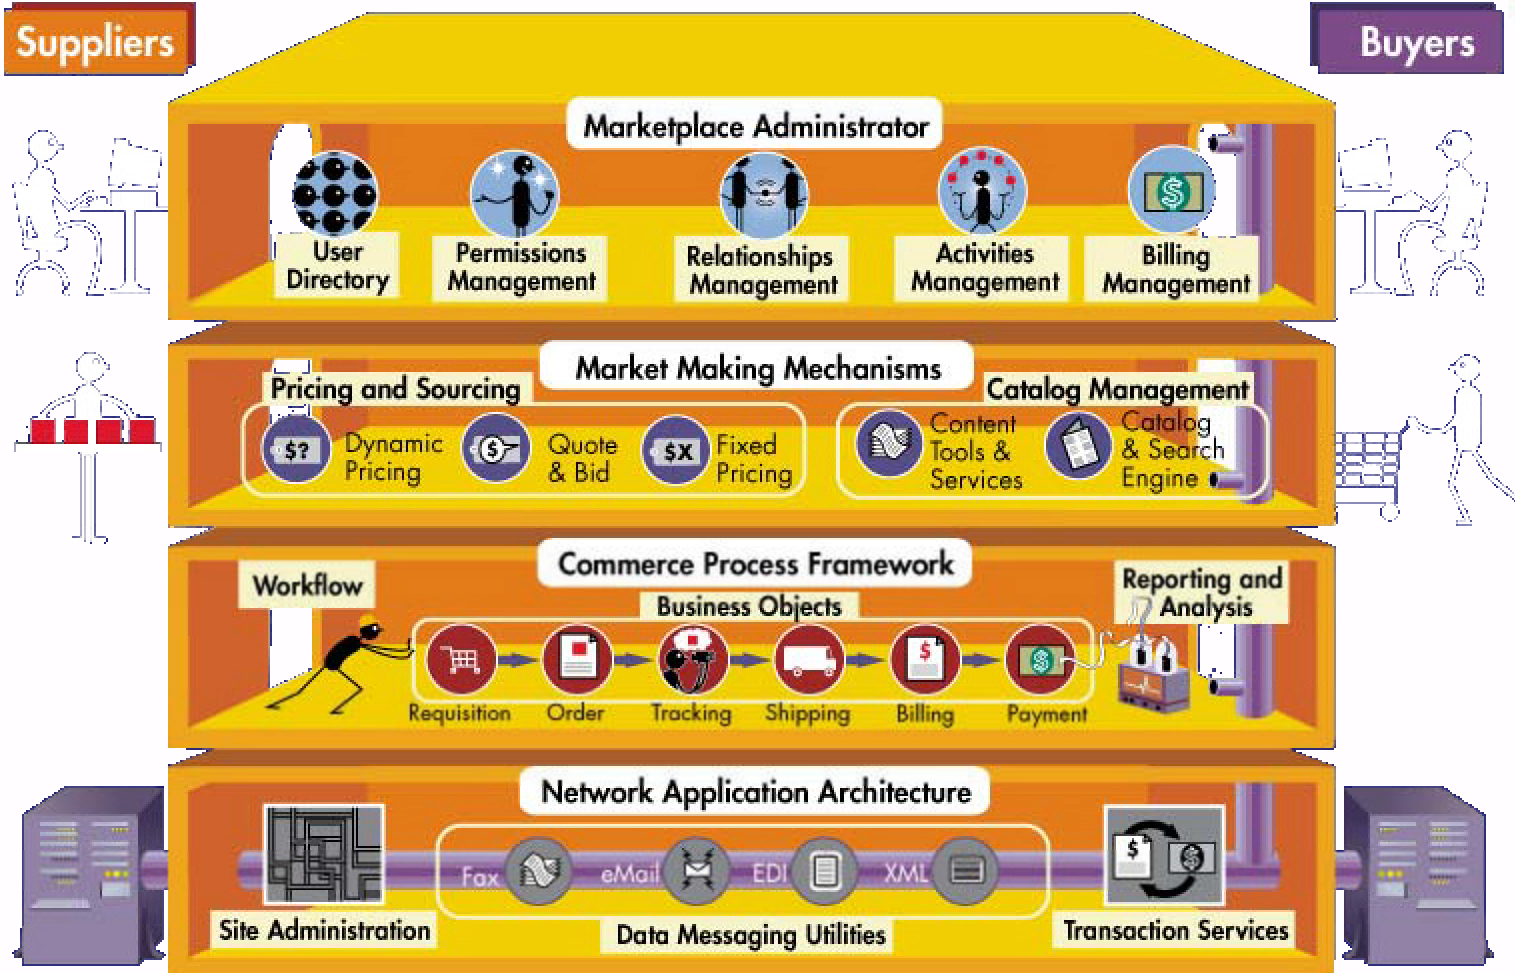 Suppliers
Buyers
Marketplace Administrator
User
Directory
Permissions
Management
Relationships
Management
Activities
Management
$
Billing
Management
Market Making Mechanisms
Pricing and Sourcing
Catalog Management
$?
Dynamic
Pricing
$
Quote
& Bid
$X
Fixed
Pricing
Content
Tools &
Services
Catalog
& Search
Engine
Commerce Process Framework
Workflow
Business Objects
Reporting and
Analysis
$
$
Requisition
Order
Tracking
Shipping
Billing
Payment
Network Application Architecture
Fax
eMail
EDI
XML
$
$
Site Administration
Data Messaging Utilities
Transaction Services